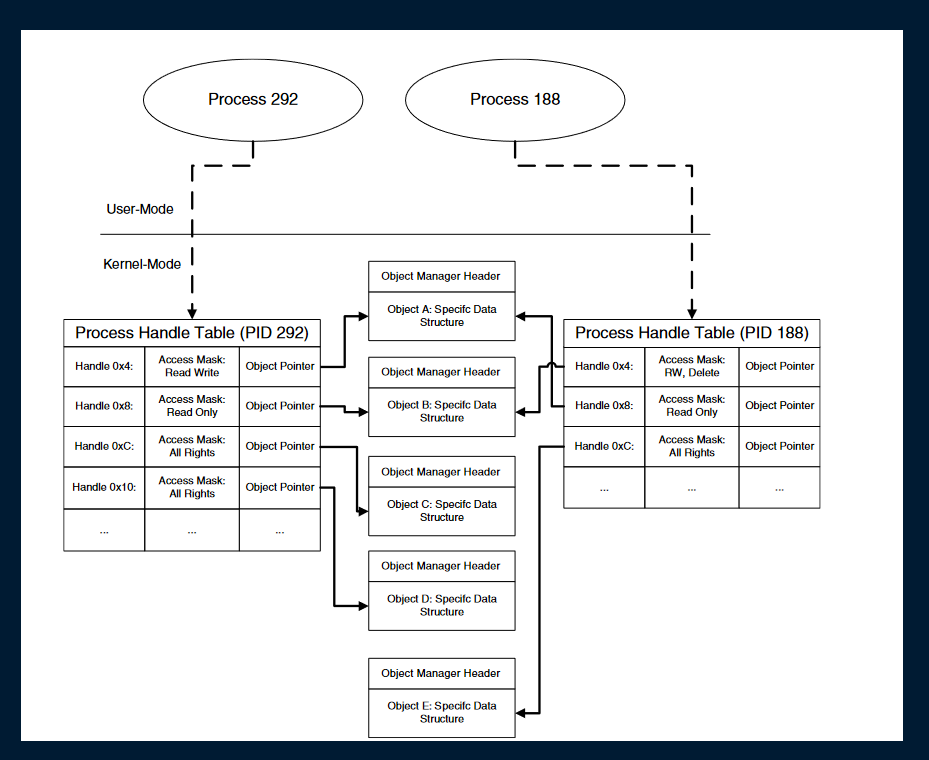 Process 292
Process 188
User-Mode
Kernel-Mode
Process Handle Table (PID 292)
Handle 0x4:
Access Mask:
Read Write
Object Pointer
Handle 0x8:
Access Mask:
Read Only
Object Pointer
Handle 0xC:
Access Mask:
All Rights
Object Pointer
Handle 0x10:
Access Mask:
All Rights
Object Pointer
...
...
...
Object Manager Header
Object A: Specifc Data
Structure
Object Manager Header
Object B: Specifc Data
Structure
Object Manager Header
Object C: Specifc Data
Structure
Object Manager Header
Object D: Specifc Data
Structure
Object Manager Header
Object E: Specifc Data
Structure
Process Handle Table (PID 188)
Handle 0x4:
Access Mask:
RW, Delete
Object Pointer
Handle 0x8:
Access Mask:
Read Only
Object Pointer
Handle 0xC:
Access Mask:
All Rights
Object Pointer
...
...
...